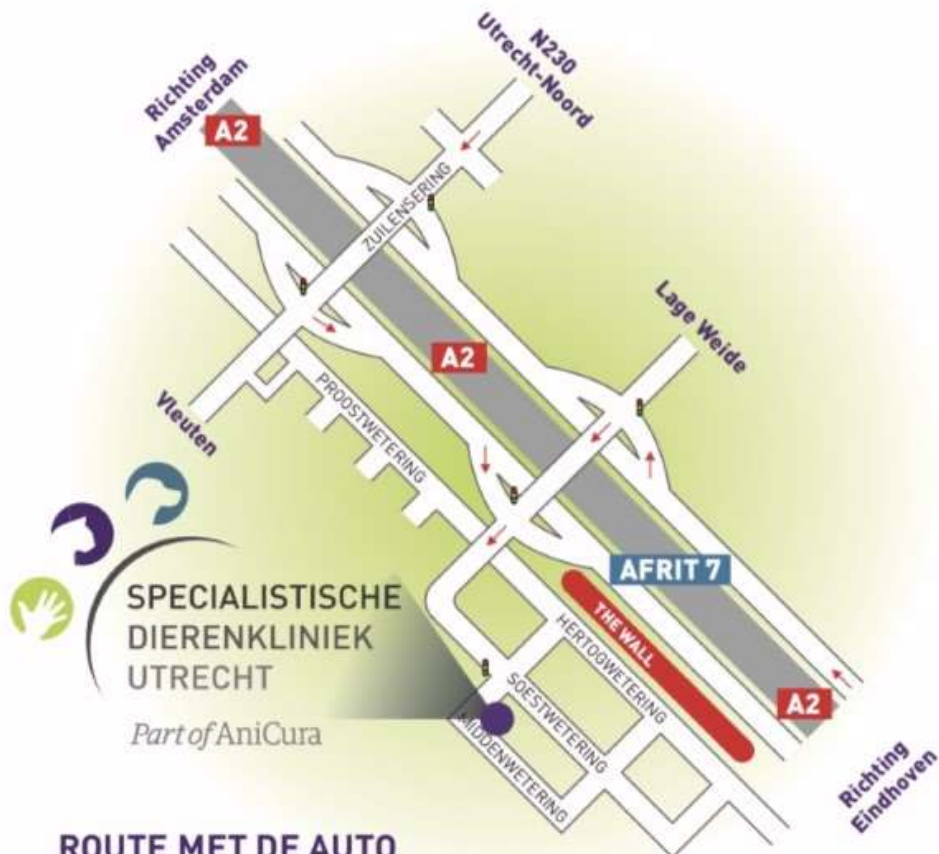 N230
Utrecht-Noord
Richting
Amsterdam
A2
ZUILENSERING
Lage Weide
A2
Vleuten
PROOSTWETERING
AFRIT 7
THE WALL
SPECIALISTISCHE
DIERENKLINIEK
UTRECHT
Part of AniCura
HERTOGWETERING
SOESTWETERING
MIDDENWETERING
A2
Richting
Eindhoven
ROUTE MET DE AUTO